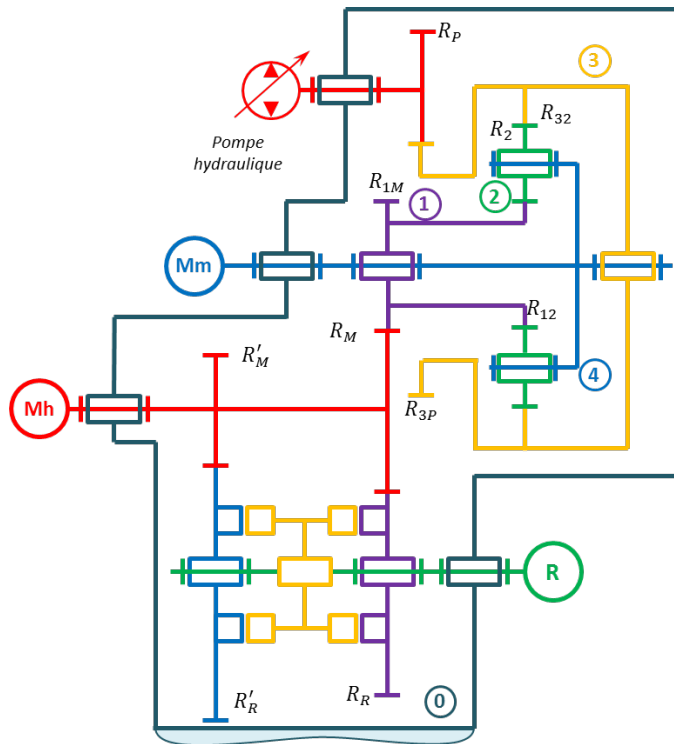 R_P
3
Pompe
hydraulique
R_32
R_2
R_1M
1
2
Mm
R_12
R_M
R'_M
4
Mh
R_3P
R
R'_R
R_R
0